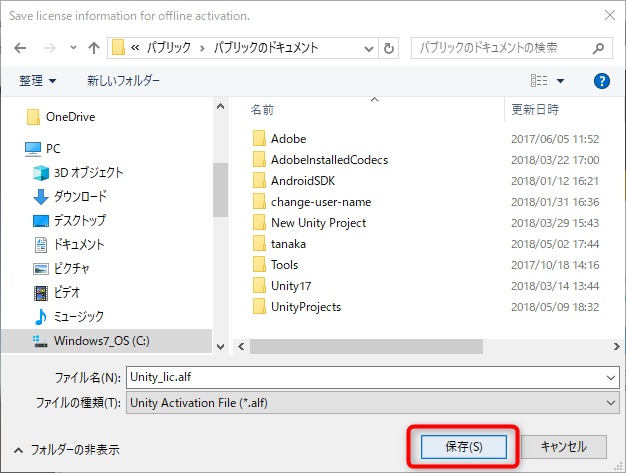 Save license information for offline activation.
« パブリック > パブリックのドキュメント
パブリックのドキュメントの検索
整理 新しいフォルダー
OneDrive
PC
3D オブジェクト
ダウンロード
デスクトップ
ドキュメント
ピクチャ
ビデオ
ミュージック
Windows7_OS (C:)
名前 更新日時
Adobe 2017/06/05 11:52
AdobeInstalledCodecs 2018/03/22 17:00
AndroidSDK 2018/01/12 16:21
change-user-name 2018/01/31 16:36
New Unity Project 2018/03/29 15:43
tanaka 2018/05/02 17:44
Tools 2017/10/18 14:16
Unity17 2018/03/14 13:44
UnityProjects 2018/05/09 18:32
ファイル名(N): Unity_lic.alf
ファイルの種類(T): Unity Activation File (*.alf)
フォルダーの非表示
保存(S) キャンセル